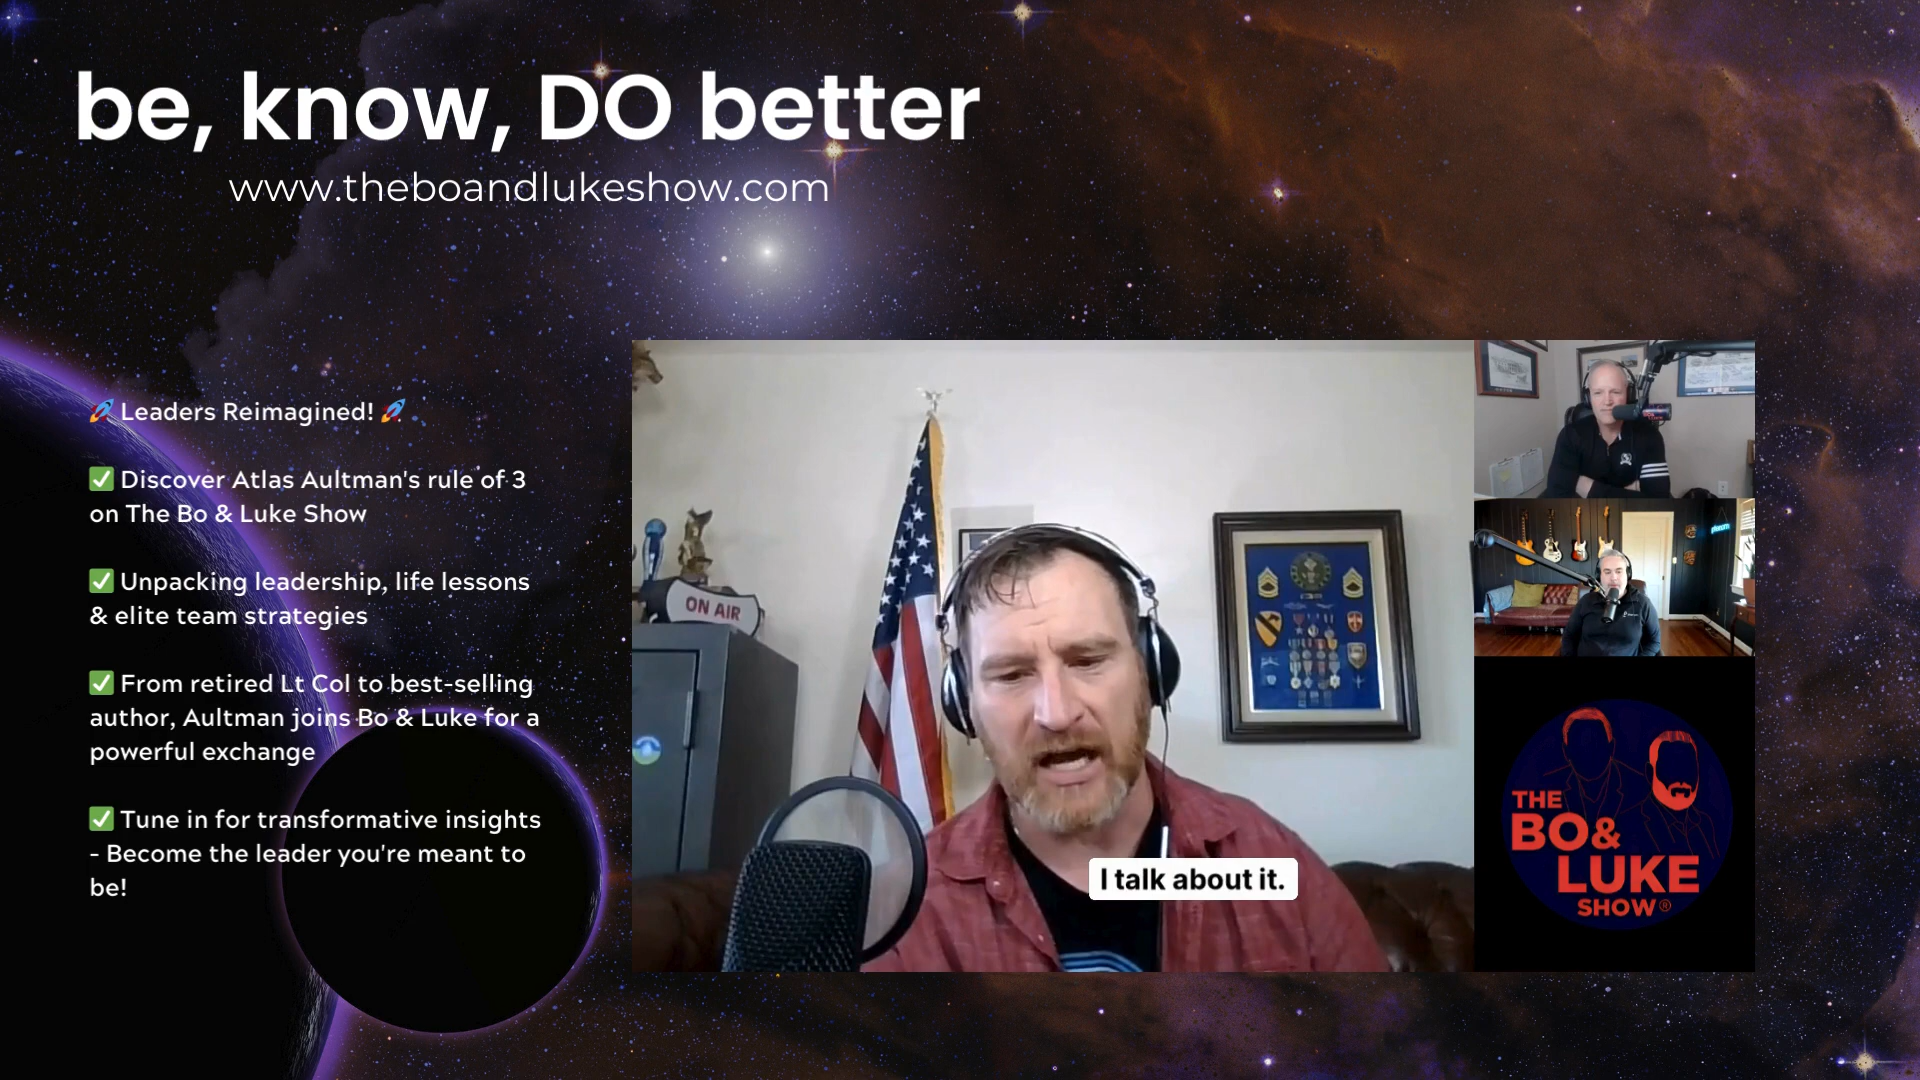 be, know, DO better
www.theboandlukeshow.com
🚀 Leaders Reimagined! 🚀
✅ Discover Atlas Aultman's rule of 3
on The Bo & Luke Show
✅ Unpacking leadership, life lessons
& elite team strategies
✅ From retired Lt Col to best-selling
author, Aultman joins Bo & Luke for a
powerful exchange
✅ Tune in for transformative insights
- Become the leader you're meant to
be!
ON AIR
I talk about it.
THE
BO&
LUKE
SHOW®